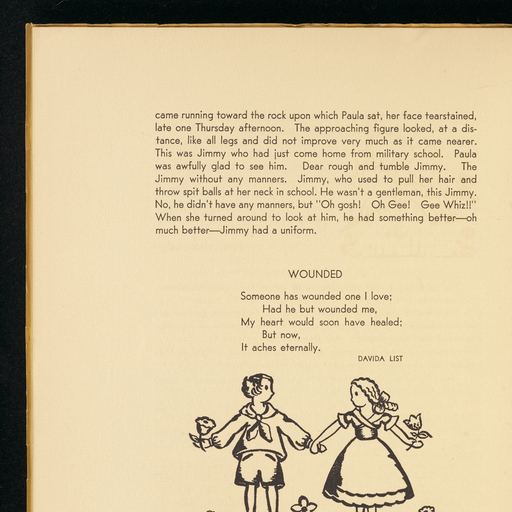 came running toward the rock upon which Paula sat, her face tearstained,
late one Thursday afternoon. The approaching figure looked, at a dis-
tance, like all legs and did not improve very much as it came nearer.
This was Jimmy who had just come home from military school. Paula
was awfully glad to see him. Dear rough and tumble Jimmy. The
Jimmy without any manners. Jimmy, who used to pull her hair and
throw spit balls at her neck in school. He wasn't a gentleman, this Jimmy.
No, he didn't have any manners, but "Oh gosh! Oh Gee! Gee Whiz!!"
When she turned around to look at him, he had something better—oh
much better—Jimmy had a uniform.
WOUNDED
Someone has wounded one I love;
Had he but wounded me,
My heart would soon have healed;
But now,
It aches eternally.
DAVIDA LIST